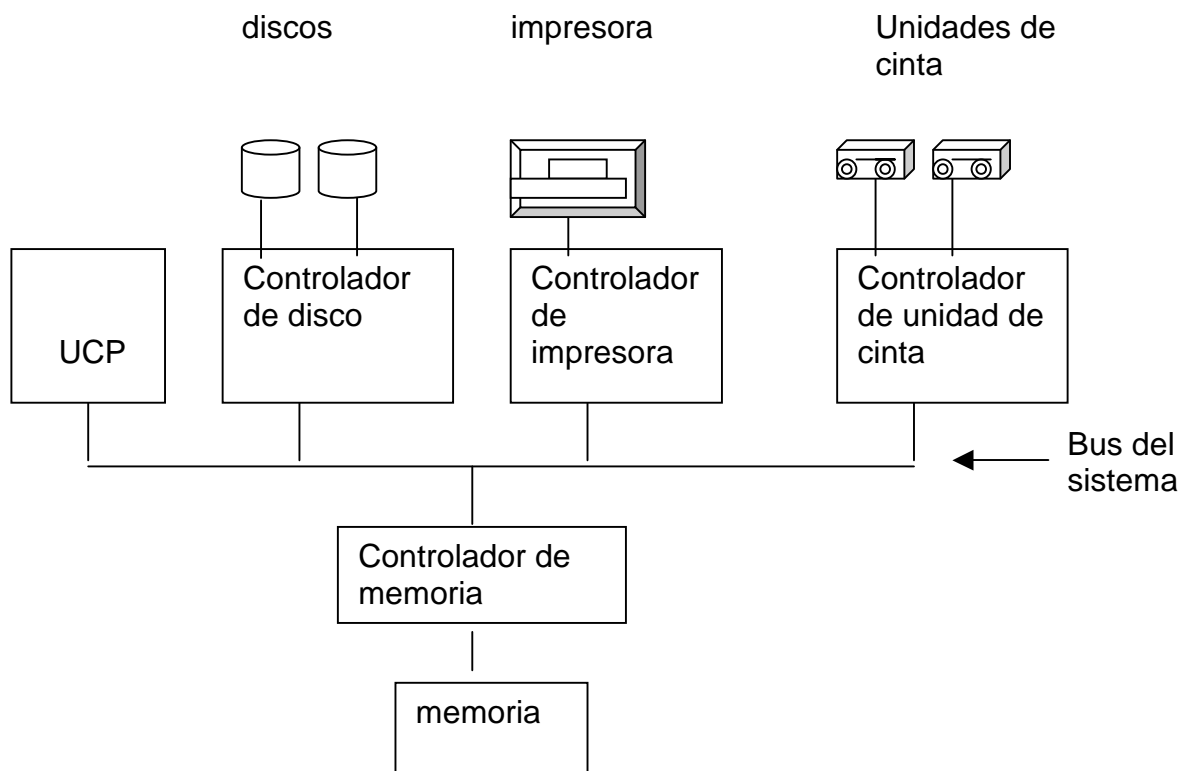 discos
impresora
Unidades de
cinta
UCP
Controlador
de disco
Controlador
de
impresora
Controlador
de unidad de
cinta
Bus del
sistema
Controlador de
memoria
memoria